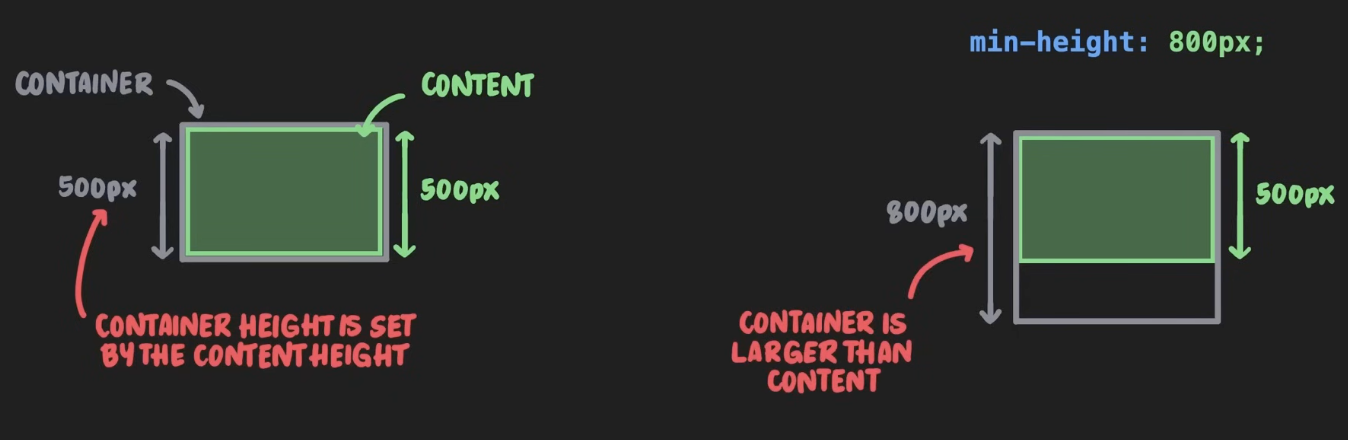 CONTAINER
CONTENT
500px
500px
CONTAINER HEIGHT IS SET
BY THE CONTENT HEIGHT
min-height: 800px;
800px
500px
CONTAINER IS
LARGER THAN
CONTENT